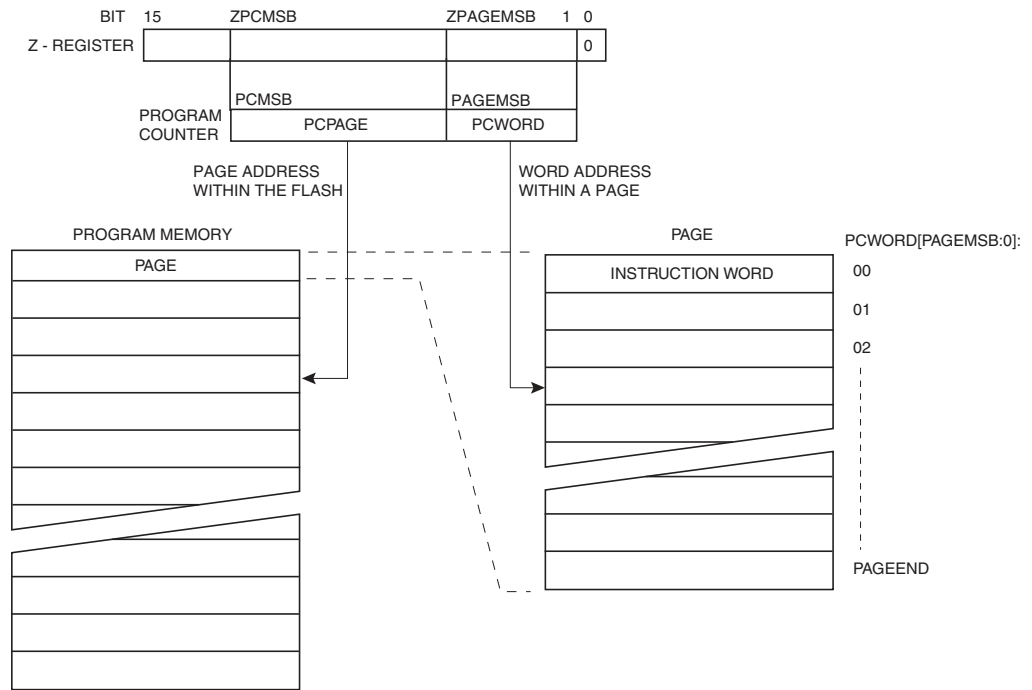 BIT 15 ZPCMSB ZPAGEMSB 1 0
Z - REGISTER 0
PCMSB PAGEMSB
PROGRAM
COUNTER
PCPAGE PCWORD
PAGE ADDRESS
WITHIN THE FLASH
WORD ADDRESS
WITHIN A PAGE
PROGRAM MEMORY
PAGE
PAGE
PCWORD[PAGEMSB:0]:
INSTRUCTION WORD 00
01
02
PAGEEND